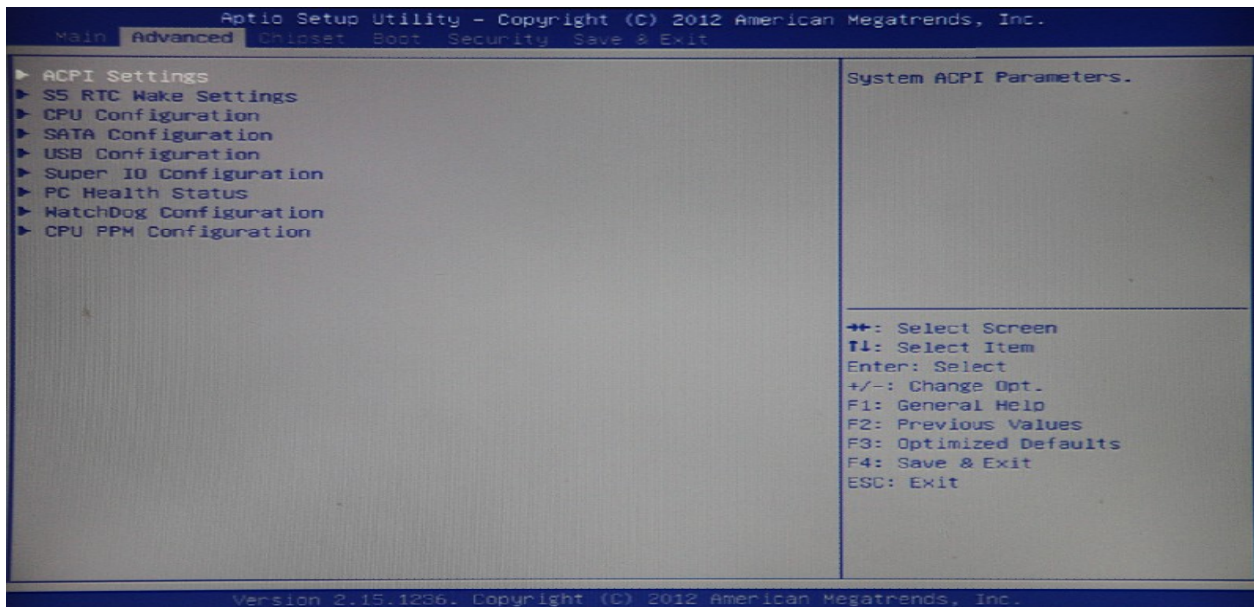 Aptio Setup Utility – Copyright (C) 2012 American Megatrends, Inc.
Main Advanced Chipset Boot Security Save & Exit
► ACPI Settings
► S5 RTC Wake Settings
► CPU Configuration
► SATA Configuration
► USB Configuration
► Super IO Configuration
► PC Health Status
► WatchDog Configuration
► CPU PPM Configuration
System ACPI Parameters.
→←: Select Screen
↑↓: Select Item
Enter: Select
+/-: Change Opt.
F1: General Help
F2: Previous Values
F3: Optimized Defaults
F4: Save & Exit
ESC: Exit
Version 2.15.1236. Copyright (C) 2012 American Megatrends, Inc.